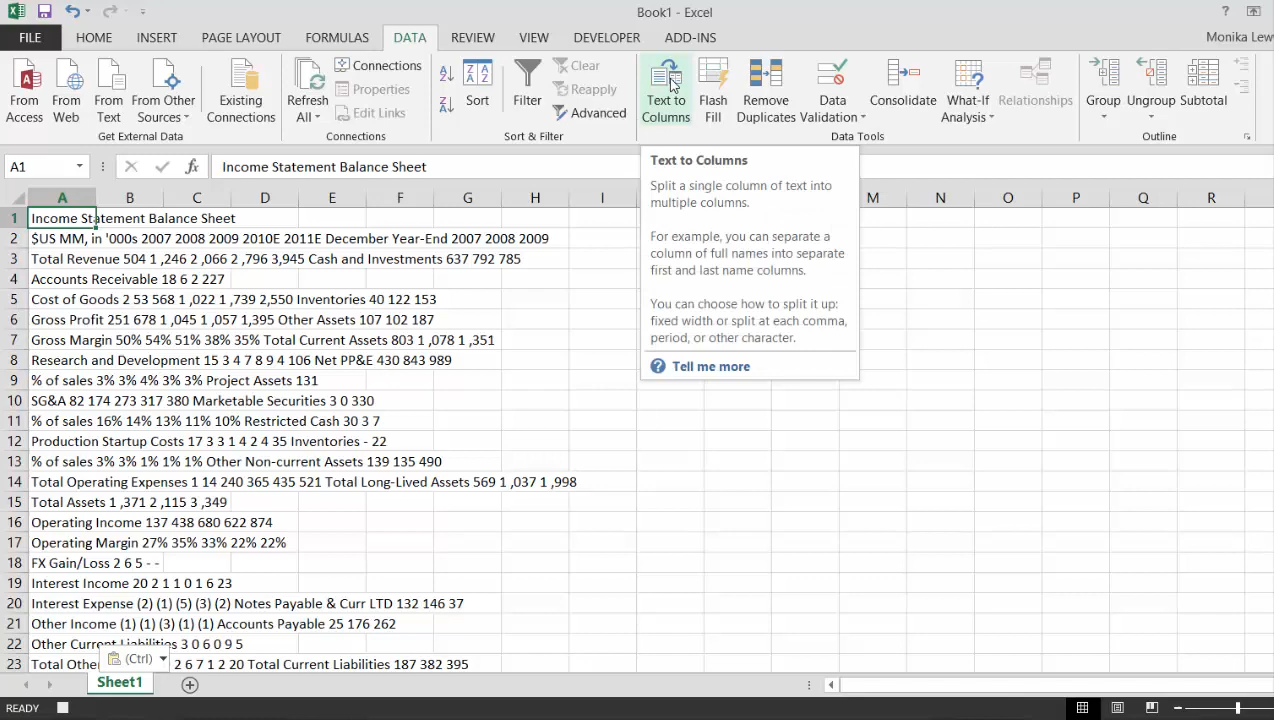 Book1 - Excel
FILE HOME INSERT PAGE LAYOUT FORMULAS DATA REVIEW VIEW DEVELOPER ADD-INS Monika Lew
From Access From Web From Text From Other Sources Existing Connections Refresh All Connections Properties Edit Links Sort Filter Clear Reapply Advanced Text to Columns Flash Fill Remove Duplicates Data Validation Consolidate What-If Analysis Relationships Group Ungroup Subtotal
Get External Data Connections Sort & Filter Data Tools Outline
A1 fx Income Statement Balance Sheet
Text to Columns
Split a single column of text into
multiple columns.
For example, you can separate a
column of full names into separate
first and last name columns.
You can choose how to split it up:
fixed width or split at each comma,
period, or other character.
Tell me more
A B C D E F G H I M N O P Q R
1 Income Statement Balance Sheet
2 $US MM, in '000s 2007 2008 2009 2010E 2011E December Year-End 2007 2008 2009
3 Total Revenue 504 1 ,246 2 ,066 2 ,796 3,945 Cash and Investments 637 792 785
4 Accounts Receivable 18 6 2 227
5 Cost of Goods 2 53 568 1 ,022 1 ,739 2,550 Inventories 40 122 153
6 Gross Profit 251 678 1 ,045 1 ,057 1,395 Other Assets 107 102 187
7 Gross Margin 50% 54% 51% 38% 35% Total Current Assets 803 1 ,078 1 ,351
8 Research and Development 15 3 4 7 8 9 4 106 Net PP&E 430 843 989
9 % of sales 3% 3% 4% 3% 3% Project Assets 131
10 SG&A 82 174 273 317 380 Marketable Securities 3 0 330
11 % of sales 16% 14% 13% 11% 10% Restricted Cash 30 3 7
12 Production Startup Costs 17 3 3 1 4 2 4 35 Inventories - 22
13 % of sales 3% 3% 1% 1% 1% Other Non-current Assets 139 135 490
14 Total Operating Expenses 1 14 240 365 435 521 Total Long-Lived Assets 569 1 ,037 1 ,998
15 Total Assets 1 ,371 2 ,115 3 ,349
16 Operating Income 137 438 680 622 874
17 Operating Margin 27% 35% 33% 22% 22%
18 FX Gain/Loss 2 6 5 - -
19 Interest Income 20 2 1 1 0 1 6 23
20 Interest Expense (2) (1) (5) (3) (2) Notes Payable & Curr LTD 132 146 37
21 Other Income (1) (1) (3) (1) (1) Accounts Payable 25 176 262
22 Other Current Liabilities 3 0 6 0 9 5
23 Total Othe 2 6 7 1 2 20 Total Current Liabilities 187 382 395
(Ctrl)
Sheet1
READY